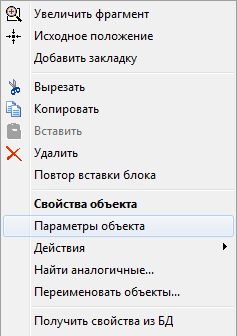 Увеличить фрагмент
Исходное положение
Добавить закладку
Вырезать
Копировать
Вставить
Удалить
Повтор вставки блока
Свойства объекта
Параметры объекта
Действия
Найти аналогичные...
Переименовать объекты...
Получить свойства из БД